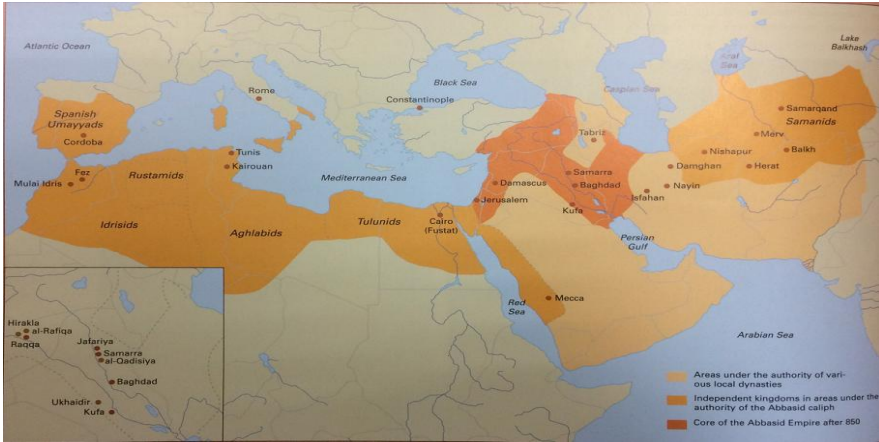 Atlantic Ocean
Lake
Balkhash
Aral
Sea
Black Sea
Caspian Sea
Rome
Constantinople
Spanish
Umayyads
Cordoba
Samarqand
Samanids
Merv
Tabriz
Balkh
Tunis
Nishapur
Kairouan
Damghan
Herat
Fez
Rustamids
Mediterranean Sea
Samarra
Mulai Idris
Damascus
Baghdad
Nayin
Isfahan
Jerusalem
Kufa
Idrisids
Tulunids
Cairo
(Fustat)
Aghlabids
Persian
Gulf
Mecca
Red
Sea
Arabian Sea
Hirakla
al-Rafiqa
Raqqa
Jafariya
Samarra
al-Qadisiya
Baghdad
Ukhaidir
Kufa
Areas under the authority of vari-
ous local dynasties
Independent kingdoms in areas under the
authority of the Abbasid caliph
Core of the Abbasid Empire after 850